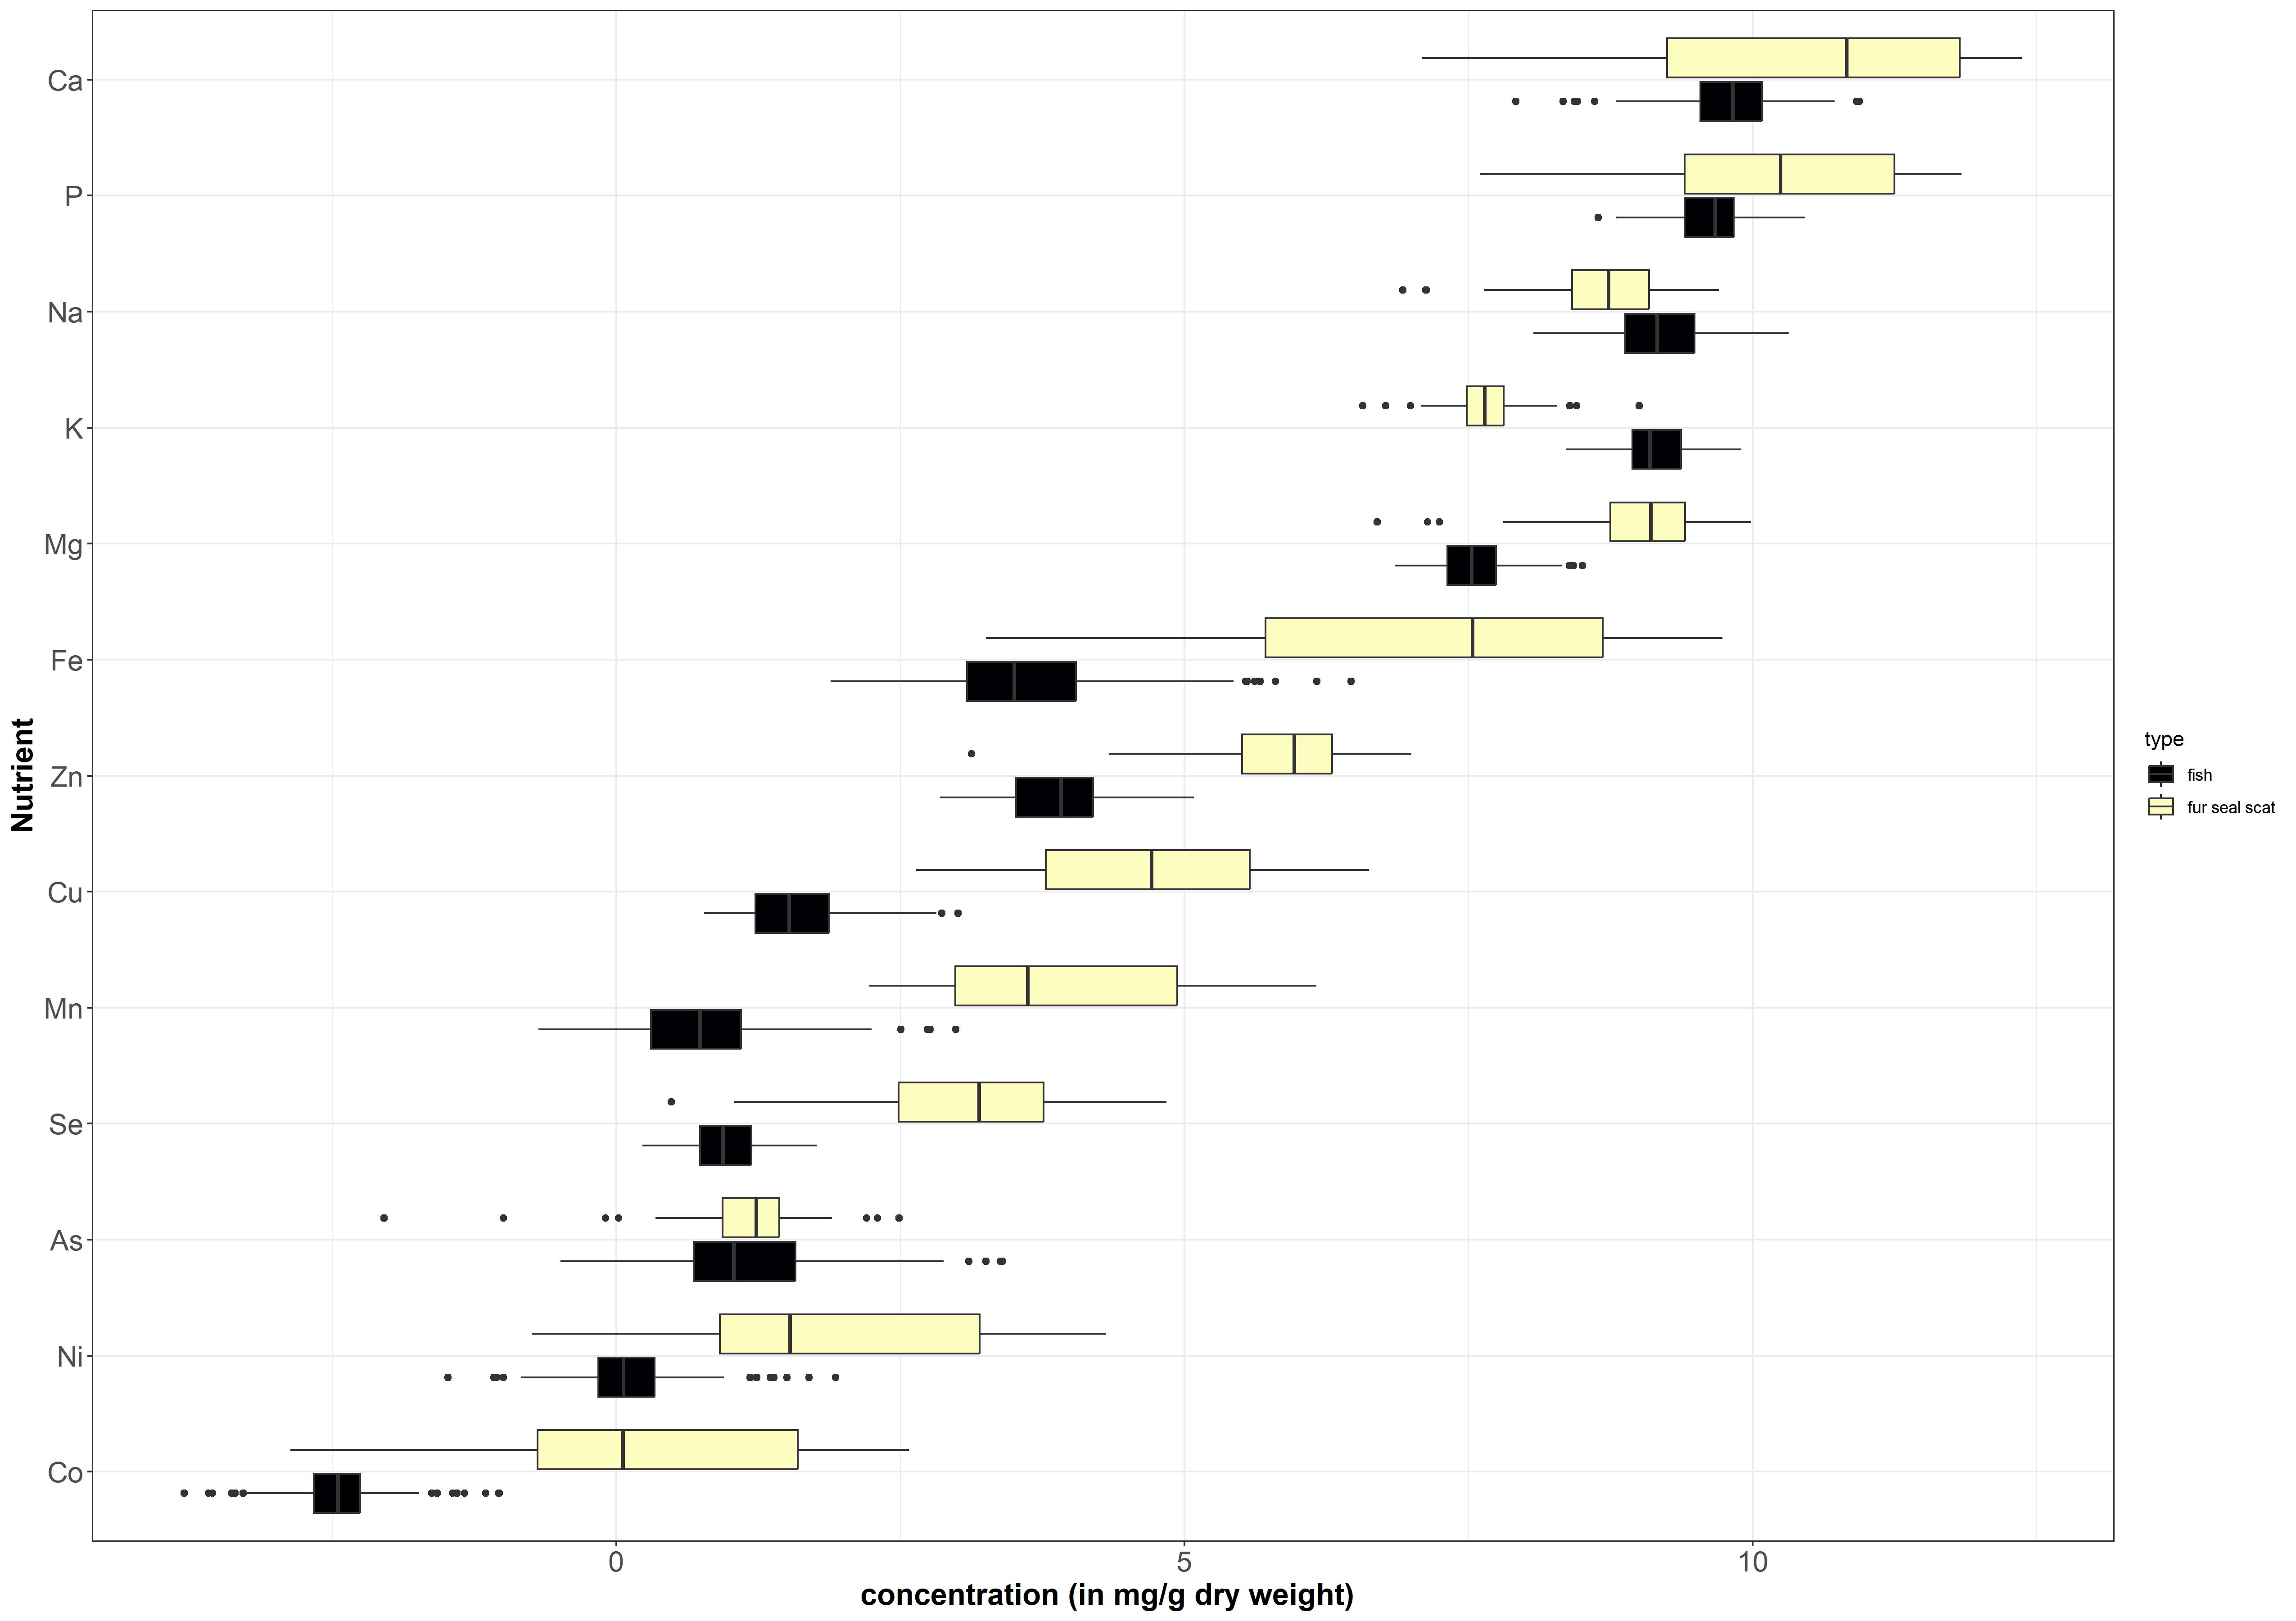 Ca
P
Na
K
Mg
Fe
Zn
Cu
Mn
Se
As
Ni
Co
Nutrient
0 5 10
concentration (in mg/g dry weight)
type
fish
fur seal scat